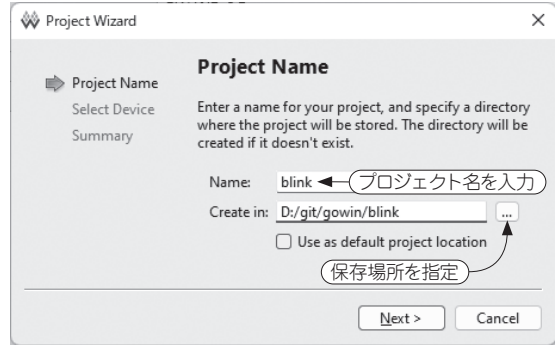 Project Wizard
Project Name
Select Device
Summary
Project Name
Enter a name for your project, and specify a directory
where the project will be stored. The directory will be
created if it doesn't exist.
Name: blink プロジェクト名を入力
Create in: D:/git/gowin/blink ...
Use as default project location
保存場所を指定
Next > Cancel